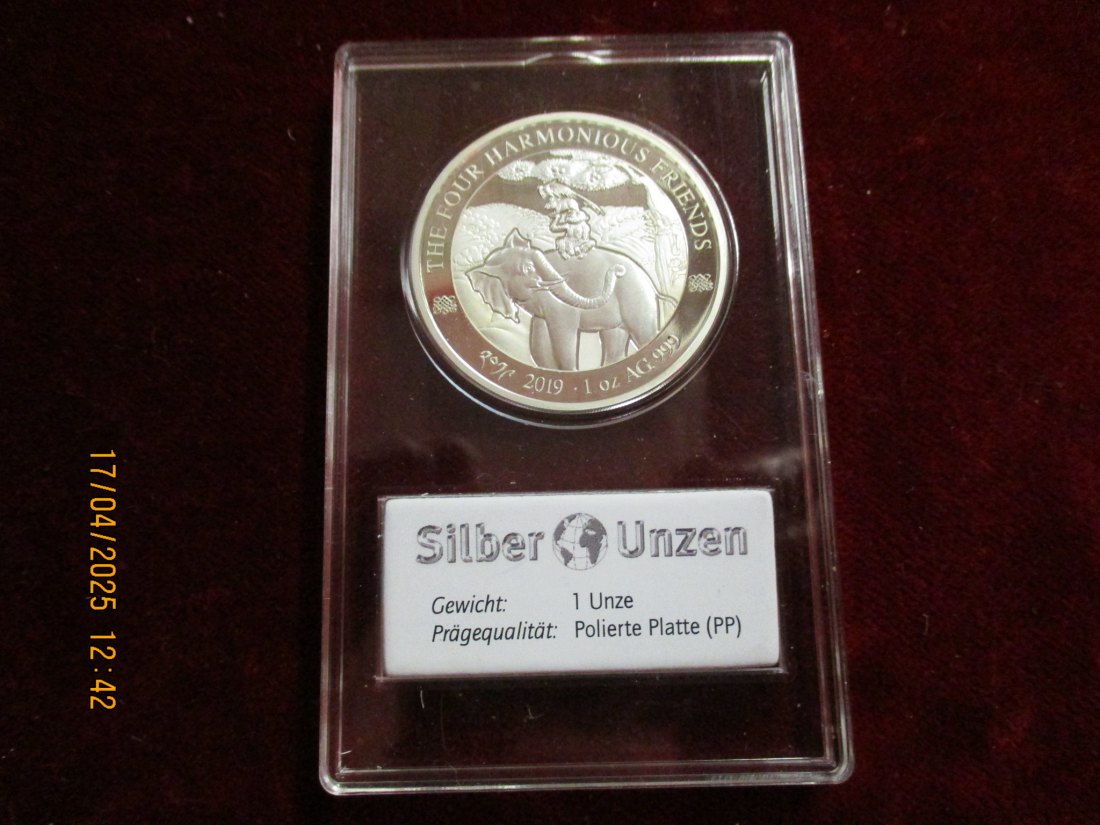 THE FOUR HARMONIOUS FRIENDS
2019 · 1 oz AG.999
Silber Unzen
Gewicht: 1 Unze
Prägequalität: Polierte Platte (PP)
17/04/2025 12:42